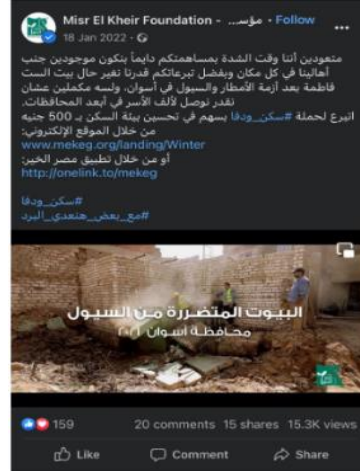 Misr El Kheir Foundation - مؤسـ... · Follow
18 Jan 2022 ·
متعودين أننا وقت الشدة بمساهمتكم دايماً بنكون موجودين جنب
أهالينا في كل مكان وبفضل تبرعاتكم قدرنا نغير حال بيت الست
فاطمة بعد أزمة الأمطار والسيول في أسوان، ولسه مكملين عشان
نقدر نوصل لألف الأسر في أبعد المحافظات.
اتبرع لحملة #سكن_ودفا يسهم في تحسين بيئة السكن بـ 500 جنيه
من خلال الموقع الإلكتروني:
www.mekeg.org/landing/Winter
أو من خلال تطبيق مصر الخير:
http://onelink.to/mekeg
#سكن_ودفا
#مع_بعض_هنعدي_البرد
البيوت المتضررة من السيول
محافظة أسوان ٢٠٢١
159 20 comments 15 shares 15.3K views
Like Comment Share